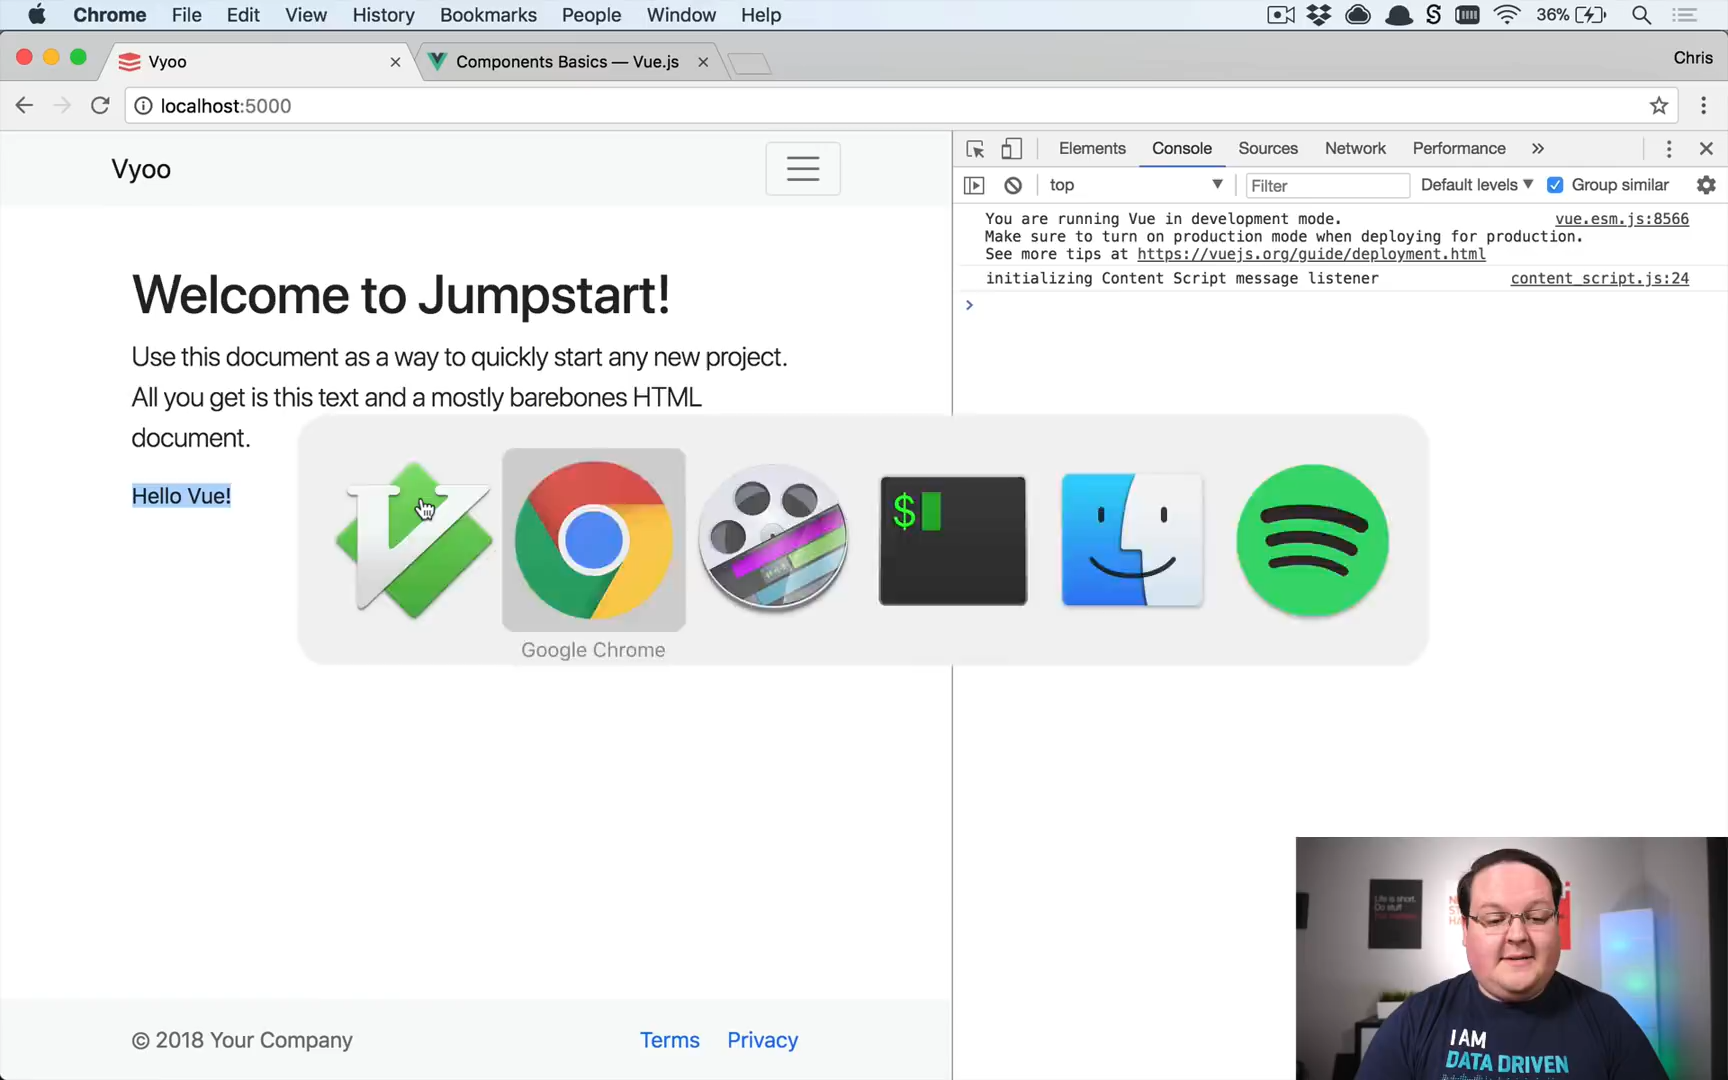 Chrome File Edit View History Bookmarks People Window Help 36%
Vyoo
Components Basics — Vue.js
Chris
localhost:5000
Vyoo
Elements Console Sources Network Performance »
top Filter Default levels Group similar
You are running Vue in development mode. vue.esm.js:8566
Make sure to turn on production mode when deploying for production.
See more tips at https://vuejs.org/guide/deployment.html
initializing Content Script message listener content_script.js:24
>
Welcome to Jumpstart!
Use this document as a way to quickly start any new project.
All you get is this text and a mostly barebones HTML
document.
Hello Vue!
$
Google Chrome
Life is short.
Do stuff
I AM
DATA DRIVEN
© 2018 Your Company Terms Privacy